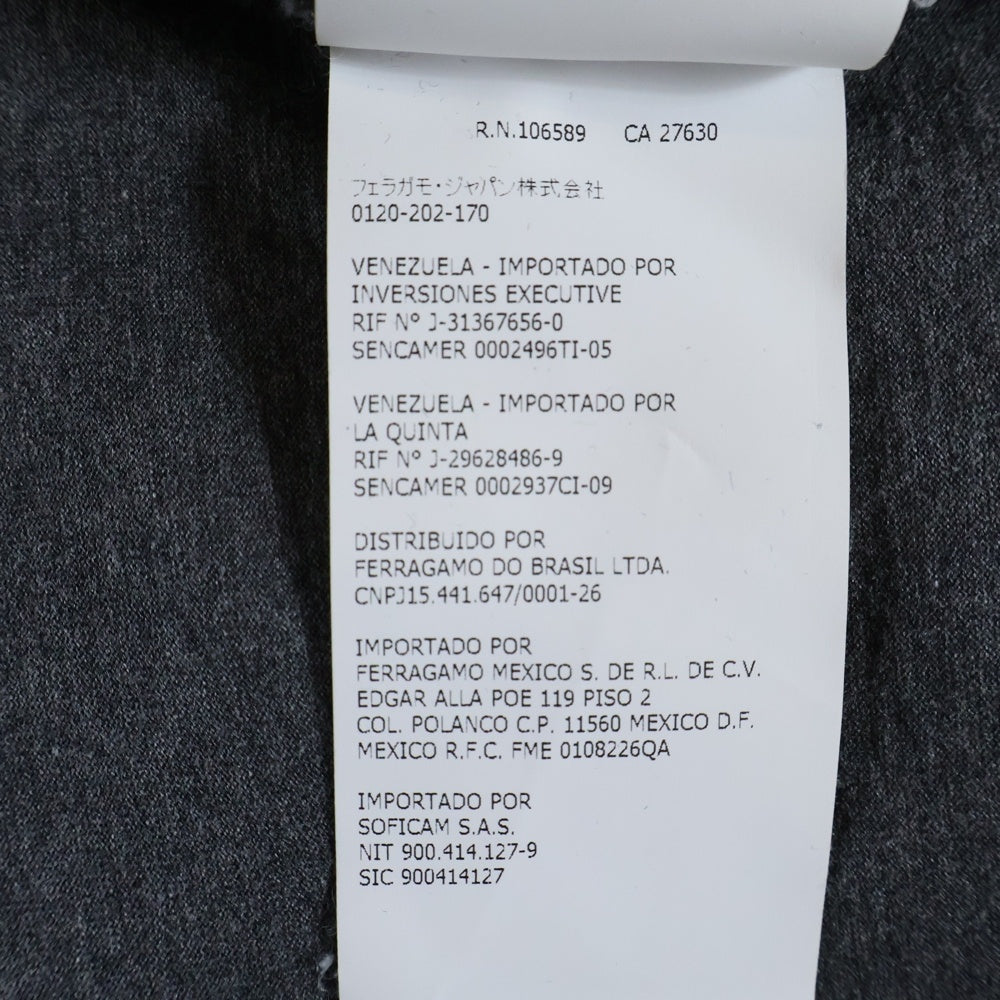 R.N.106589 CA 27630
フェラガモ・ジャパン株式会社
0120-202-170
VENEZUELA - IMPORTADO POR
INVERSIONES EXECUTIVE
RIF Nº J-31367656-0
SENCAMER 0002496TI-05
VENEZUELA - IMPORTADO POR
LA QUINTA
RIF Nº J-29628486-9
SENCAMER 0002937CI-09
DISTRIBUIDO POR
FERRAGAMO DO BRASIL LTDA.
CNPJ15.441.647/0001-26
IMPORTADO POR
FERRAGAMO MEXICO S. DE R.L. DE C.V.
EDGAR ALLA POE 119 PISO 2
COL. POLANCO C.P. 11560 MEXICO D.F.
MEXICO R.F.C. FME 0108226QA
IMPORTADO POR
SOFICAM S.A.S.
NIT 900.414.127-9
SIC 900414127